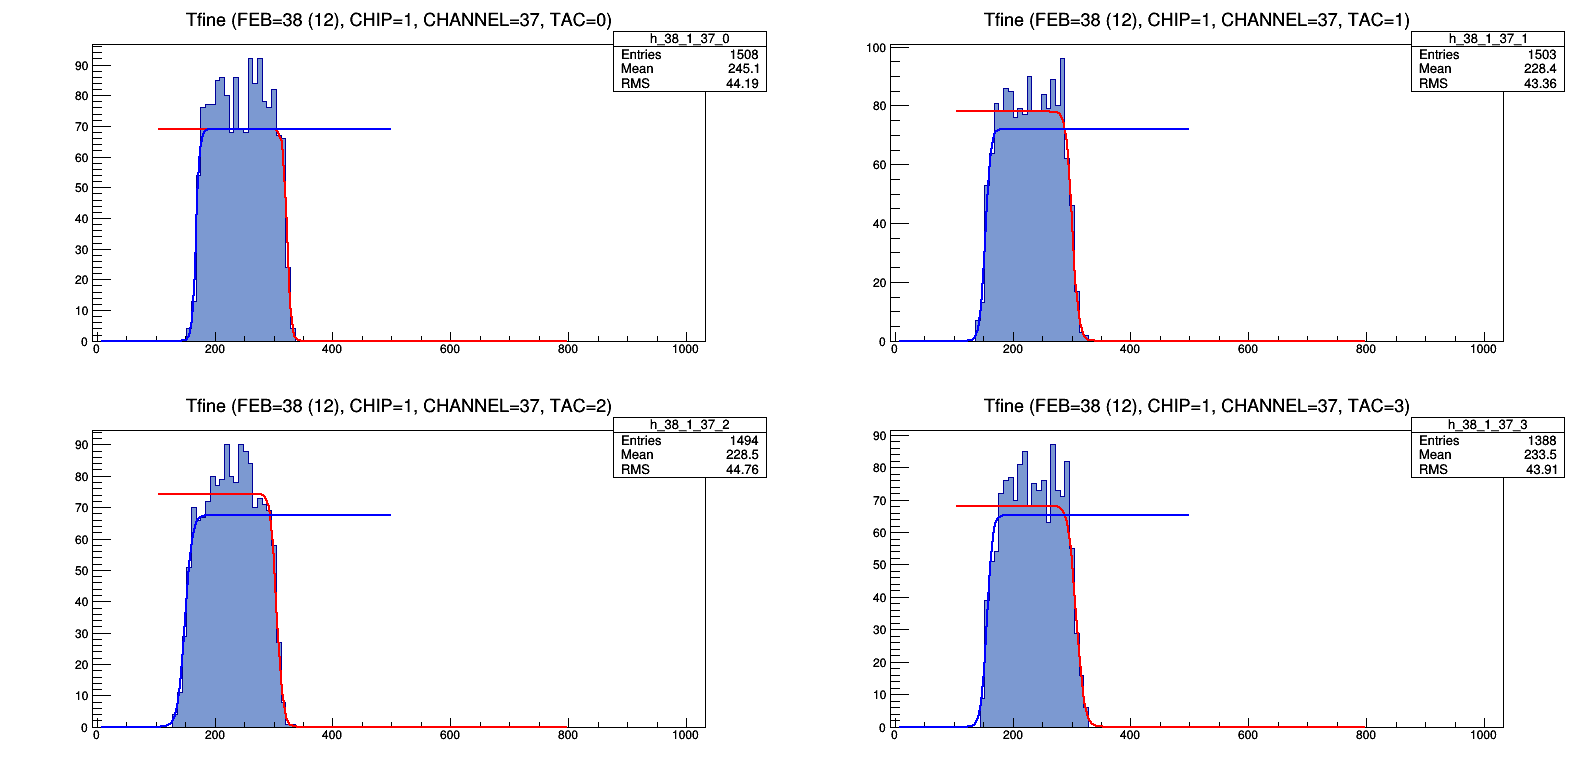 Tfine (FEB=38 (12), CHIP=1, CHANNEL=37, TAC=0)
h_38_1_37_0
Entries 1508
Mean 245.1
RMS 44.19
90
80
70
60
50
40
30
20
10
0
0 200 400 600 800 1000
Tfine (FEB=38 (12), CHIP=1, CHANNEL=37, TAC=1)
h_38_1_37_1
Entries 1503
Mean 228.4
RMS 43.36
100
80
60
40
20
0
0 200 400 600 800 1000
Tfine (FEB=38 (12), CHIP=1, CHANNEL=37, TAC=2)
h_38_1_37_2
Entries 1494
Mean 228.5
RMS 44.76
90
80
70
60
50
40
30
20
10
0
0 200 400 600 800 1000
Tfine (FEB=38 (12), CHIP=1, CHANNEL=37, TAC=3)
h_38_1_37_3
Entries 1388
Mean 233.5
RMS 43.91
90
80
70
60
50
40
30
20
10
0
0 200 400 600 800 1000